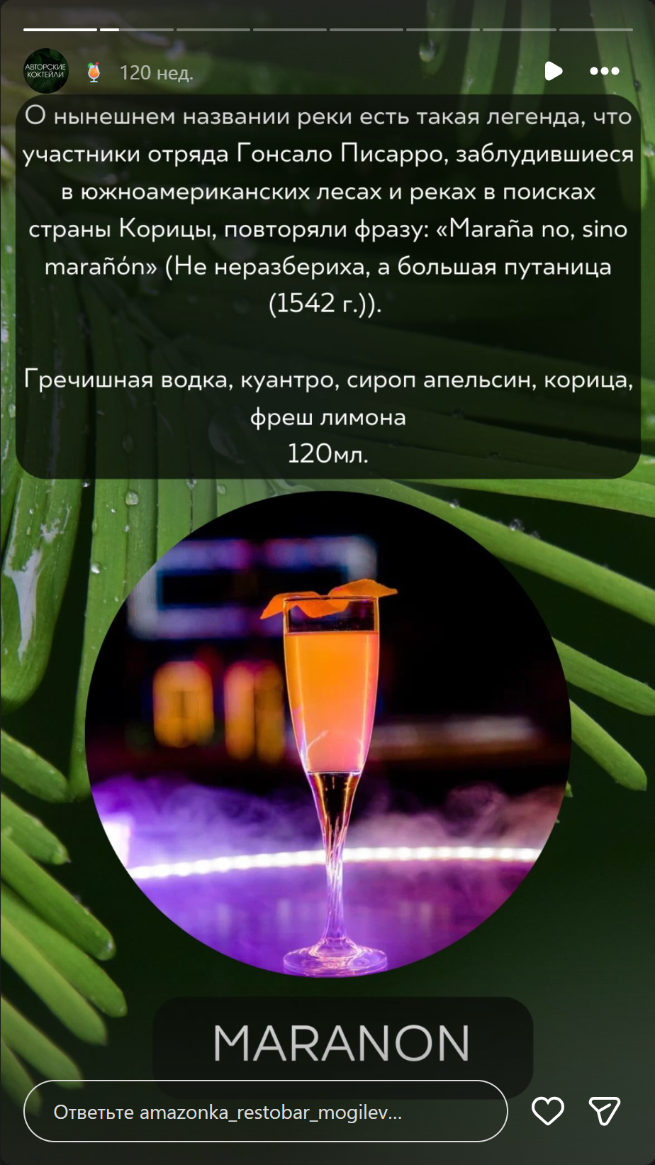 АВТОРСКИЕ
КОКТЕЙЛИ
120 нед.
О нынешнем названии реки есть такая легенда, что
участники отряда Гонсало Писарро, заблудившиеся
в южноамериканских лесах и реках в поисках
страны Корицы, повторяли фразу: «Maraña no, sino
marañón» (Не неразбериха, а большая путаница
(1542 г.)).
Гречишная водка, куантро, сироп апельсин, корица,
фреш лимона
120мл.
MARANON
Ответьте amazonka_restobar_mogilev...